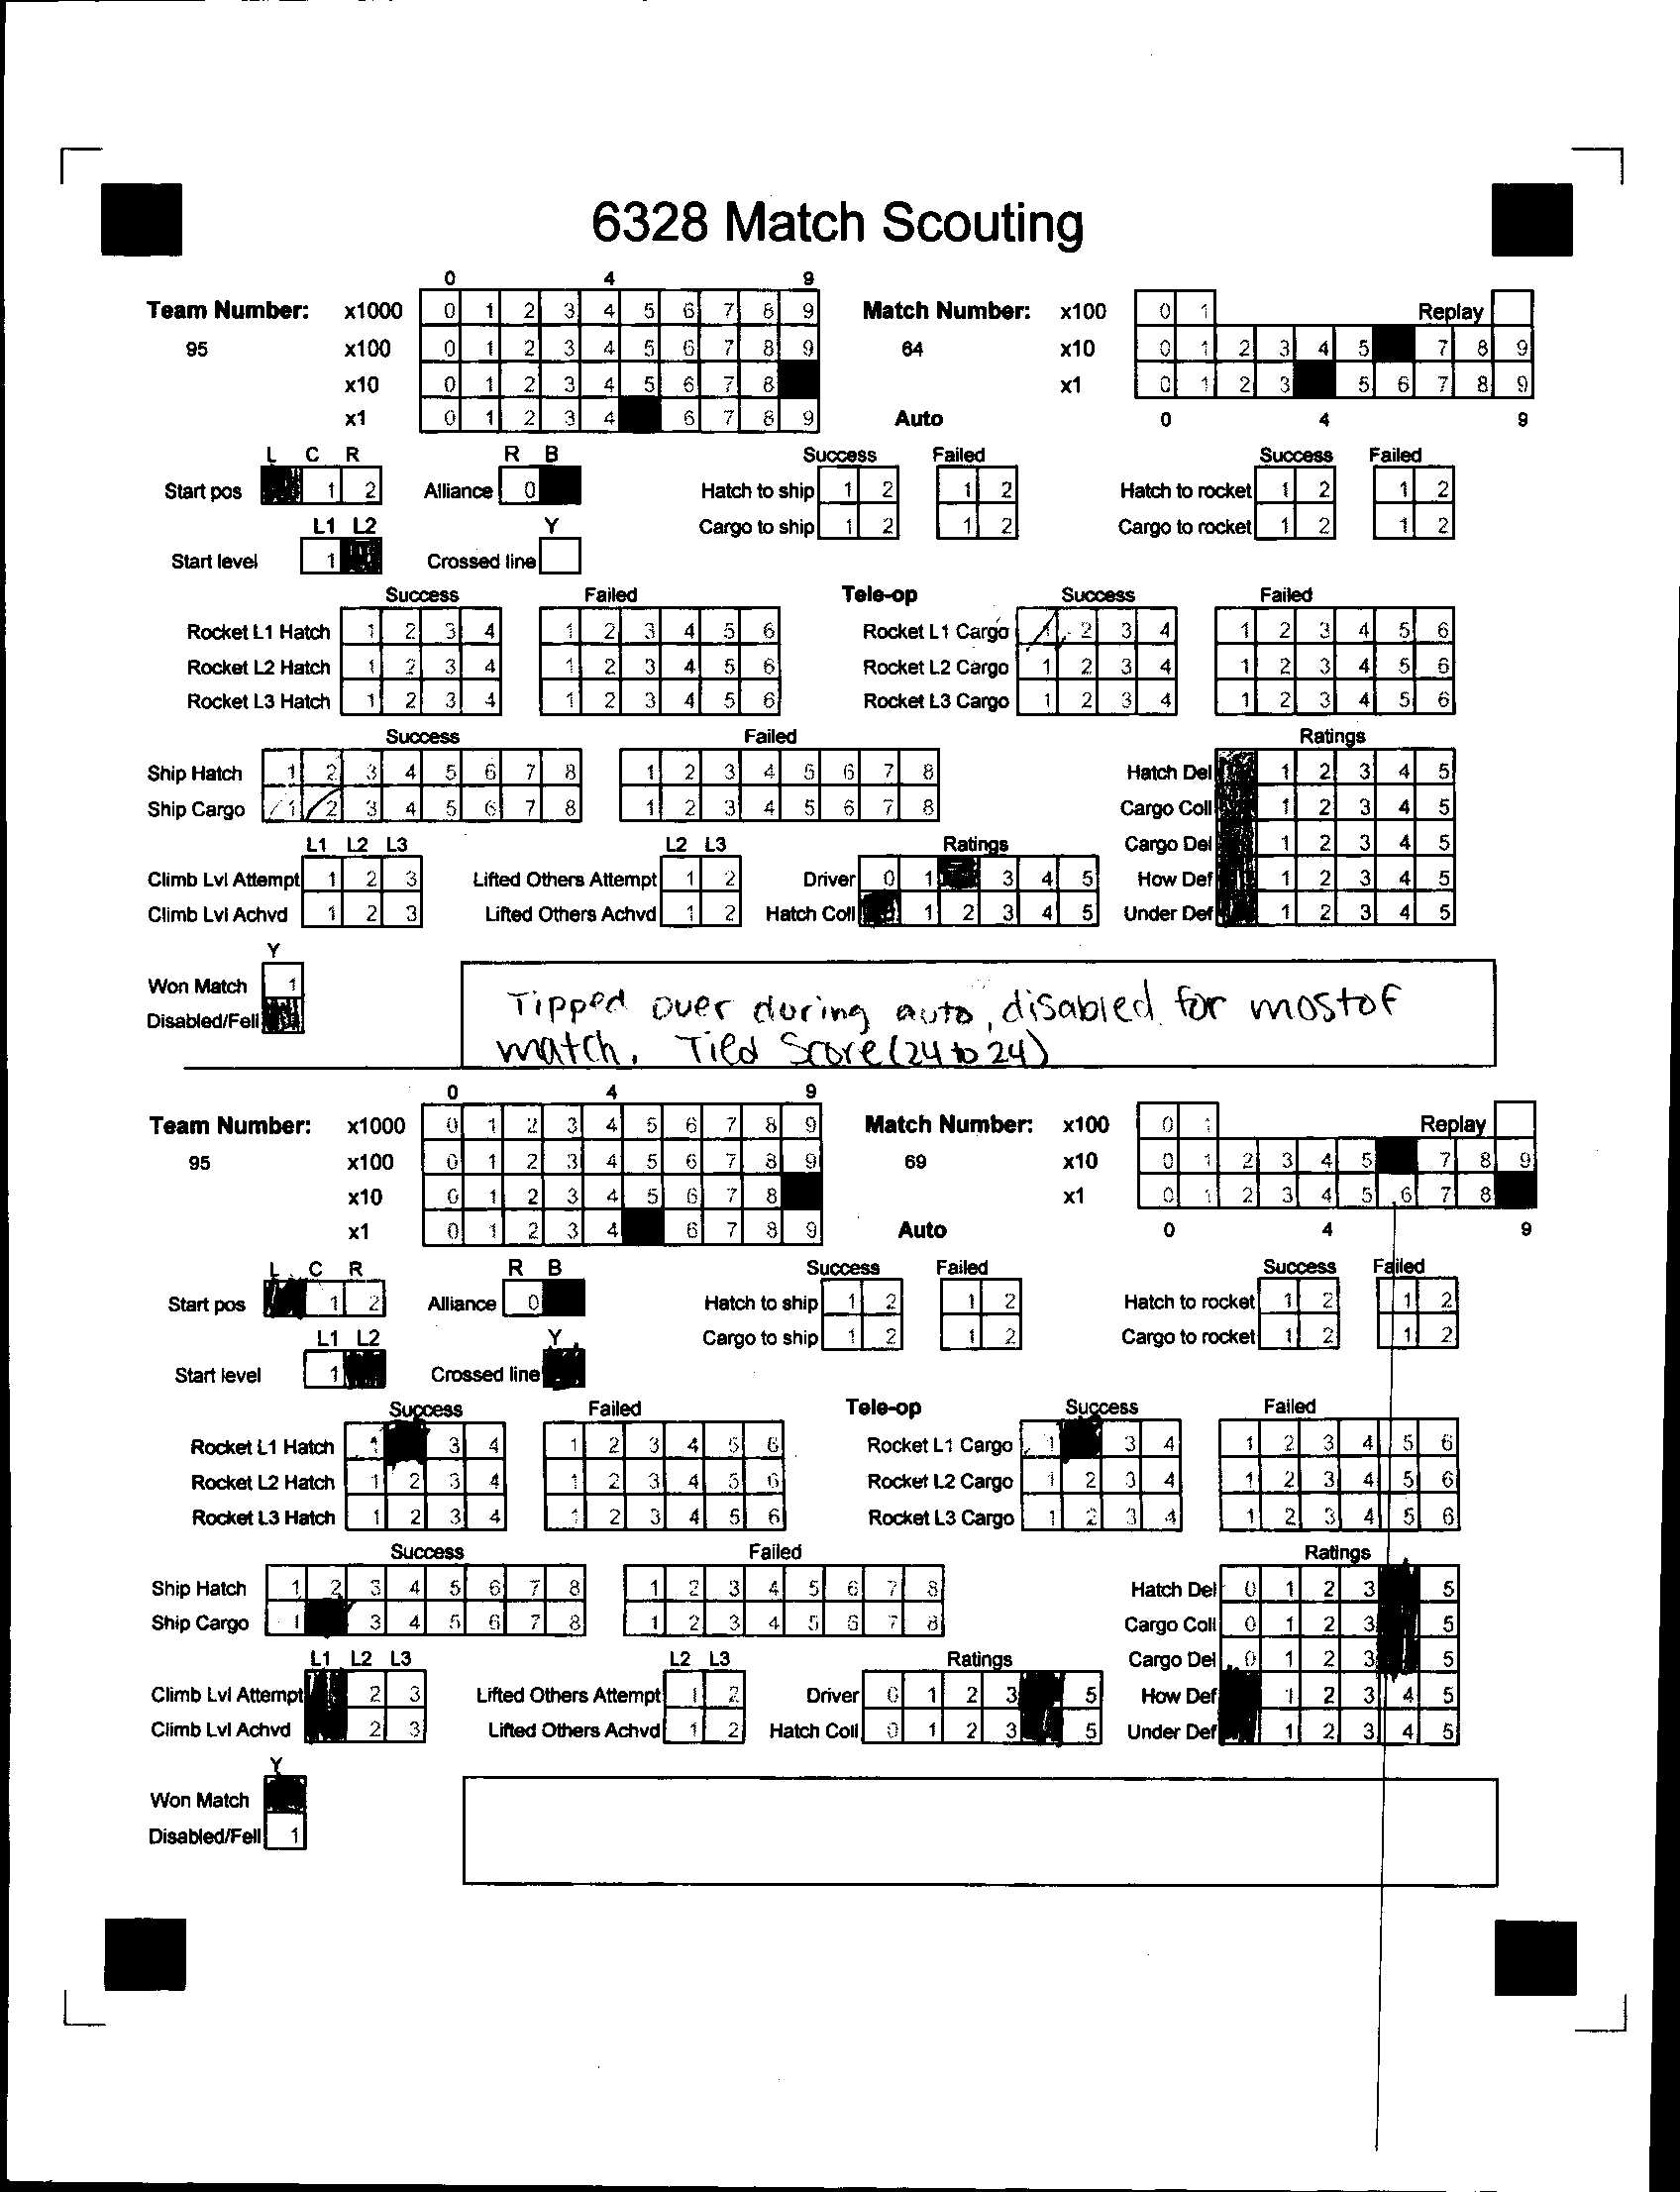 6328 Match Scouting
0 4 9
Team Number: x1000 0 1 2 3 4 5 6 7 8 9 Match Number: x100 0 1 Replay
95 x100 0 1 2 3 4 5 6 7 8 9 64 x10 0 1 2 3 4 5 7 8 9
x10 0 1 2 3 4 5 6 7 8 x1 0 1 2 3 5 6 7 8 9
x1 0 1 2 3 4 6 7 8 9 Auto 0 4 9
L C R R B Success Failed Success Failed
Start pos 1 2 Alliance 0 Hatch to ship 1 2 1 2 Hatch to rocket 1 2 1 2
L1 L2 Y Cargo to ship 1 2 1 2 Cargo to rocket 1 2 1 2
Start level 1 Crossed line
Success Failed Tele-op Success Failed
Rocket L1 Hatch 1 2 3 4 1 2 3 4 5 6 Rocket L1 Cargo 1 2 3 4 1 2 3 4 5 6
Rocket L2 Hatch 1 2 3 4 1 2 3 4 5 6 Rocket L2 Cargo 1 2 3 4 1 2 3 4 5 6
Rocket L3 Hatch 1 2 3 4 1 2 3 4 5 6 Rocket L3 Cargo 1 2 3 4 1 2 3 4 5 6
Success Failed Ratings
Ship Hatch 1 2 3 4 5 6 7 8 1 2 3 4 5 6 7 8 Hatch Del 1 2 3 4 5
Ship Cargo 1 2 3 4 5 6 7 8 1 2 3 4 5 6 7 8 Cargo Coll 1 2 3 4 5
L1 L2 L3 L2 L3 Ratings Cargo Del 1 2 3 4 5
Climb Lvl Attempt 1 2 3 Lifted Others Attempt 1 2 Driver 0 1 3 4 5 How Def 1 2 3 4 5
Climb Lvl Achvd 1 2 3 Lifted Others Achvd 1 2 Hatch Coll 1 2 3 4 5 Under Def 1 2 3 4 5
Y
Won Match 1
Disabled/Fell
Tipped over during auto, disabled for most of
match. Tied Score (24 to 24)
0 4 9
Team Number: x1000 0 1 2 3 4 5 6 7 8 9 Match Number: x100 0 1 Replay
95 x100 0 1 2 3 4 5 6 7 8 9 69 x10 0 1 2 3 4 5 7 8 9
x10 0 1 2 3 4 5 6 7 8 x1 0 1 2 3 4 5 6 7 8
x1 0 1 2 3 4 6 7 8 9 Auto 0 4 9
L C R R B Success Failed Success Failed
Start pos 1 2 Alliance 0 Hatch to ship 1 2 1 2 Hatch to rocket 1 2 1 2
L1 L2 Y Cargo to ship 1 2 1 2 Cargo to rocket 1 2 1 2
Start level 1 Crossed line
Success Failed Tele-op Success Failed
Rocket L1 Hatch 1 3 4 1 2 3 4 5 6 Rocket L1 Cargo 1 3 4 1 2 3 4 5 6
Rocket L2 Hatch 1 2 3 4 1 2 3 4 5 6 Rocket L2 Cargo 1 2 3 4 1 2 3 4 5 6
Rocket L3 Hatch 1 2 3 4 1 2 3 4 5 6 Rocket L3 Cargo 1 2 3 4 1 2 3 4 5 6
Success Failed Ratings
Ship Hatch 1 2 3 4 5 6 7 8 1 2 3 4 5 6 7 8 Hatch Del 0 1 2 3 5
Ship Cargo 1 3 4 5 6 7 8 1 2 3 4 5 6 7 8 Cargo Coll 0 1 2 3 5
L1 L2 L3 L2 L3 Ratings Cargo Del 0 1 2 3 5
Climb Lvl Attempt 2 3 Lifted Others Attempt 1 2 Driver 0 1 2 3 5 How Def 1 2 3 4 5
Climb Lvl Achvd 2 3 Lifted Others Achvd 1 2 Hatch Coll 0 1 2 3 5 Under Def 1 2 3 4 5
Y
Won Match
Disabled/Fell 1